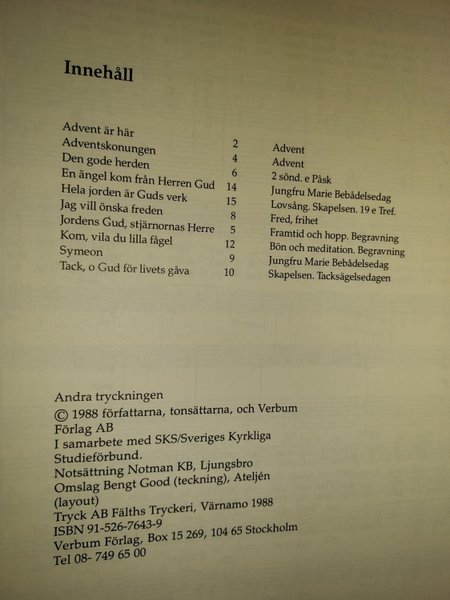 Innehåll
Advent är här 2 Advent
Adventskonungen 4 Advent
Den gode herden 6 2 sönd. e Påsk
En ängel kom från Herren Gud 14 Jungfru Marie Bebådelsedag
Hela jorden är Guds verk 15 Lovsång. Skapelsen. 19 e Tref.
Jag vill önska freden 8 Fred, frihet
Jordens Gud, stjärnornas Herre 5 Framtid och hopp. Begravning
Kom, vila du lilla fågel 12 Bön och meditation. Begravning
Symeon 9 Jungfru Marie Bebådelsedag
Tack, o Gud för livets gåva 10 Skapelsen. Tacksägelsedagen
Andra tryckningen
© 1988 författarna, tonsättarna, och Verbum
Förlag AB
I samarbete med SKS/Sveriges Kyrkliga
Studieförbund.
Notsättning Notman KB, Ljungsbro
Omslag Bengt Good (teckning), Ateljén
(layout)
Tryck AB Fälths Tryckeri, Värnamo 1988
ISBN 91-526-7643-9
Verbum Förlag, Box 15 269, 104 65 Stockholm
Tel 08- 749 65 00